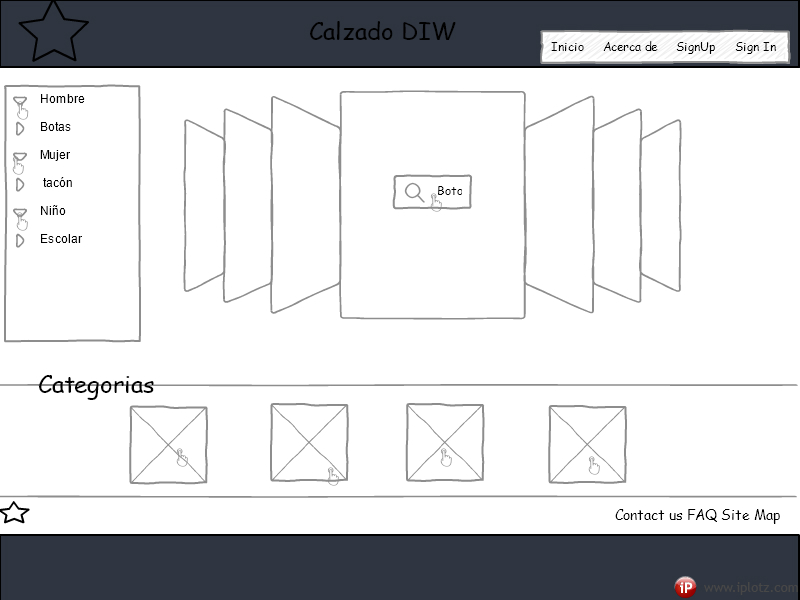 Calzado DIW
Inicio Acerca de SignUp Sign In
Hombre
Botas
Mujer
tacón
Niño
Escolar
Boto
Categorias
Contact us FAQ Site Map
iP www.iplotz.com